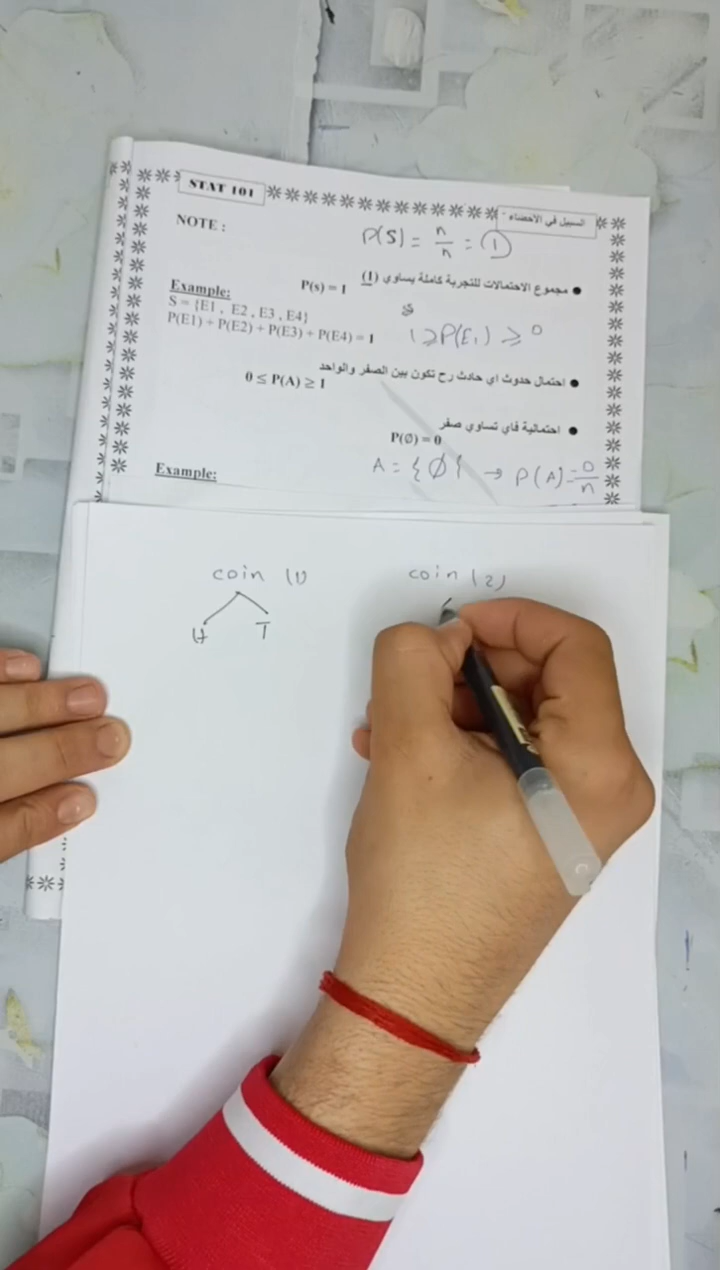 STAT 101
السبيل في الاحصاء
NOTE :
P(S) = n/n = 1
● مجموع الاحتمالات للتجربة كاملة يساوي (1)
P(s) = 1
Example:
S = {E1 , E2 , E3 , E4}
P(E1) + P(E2) + P(E3) + P(E4) = 1
1 ≥ P(E1) ≥ 0
● احتمال حدوث اي حادث رح تكون بين الصفر والواحد
0 ≤ P(A) ≥ 1
● احتمالية فاي تساوي صفر
P(∅) = 0
A = { ∅ } → P(A) = 0/n
Example:
coin (1) coin (2)
H T